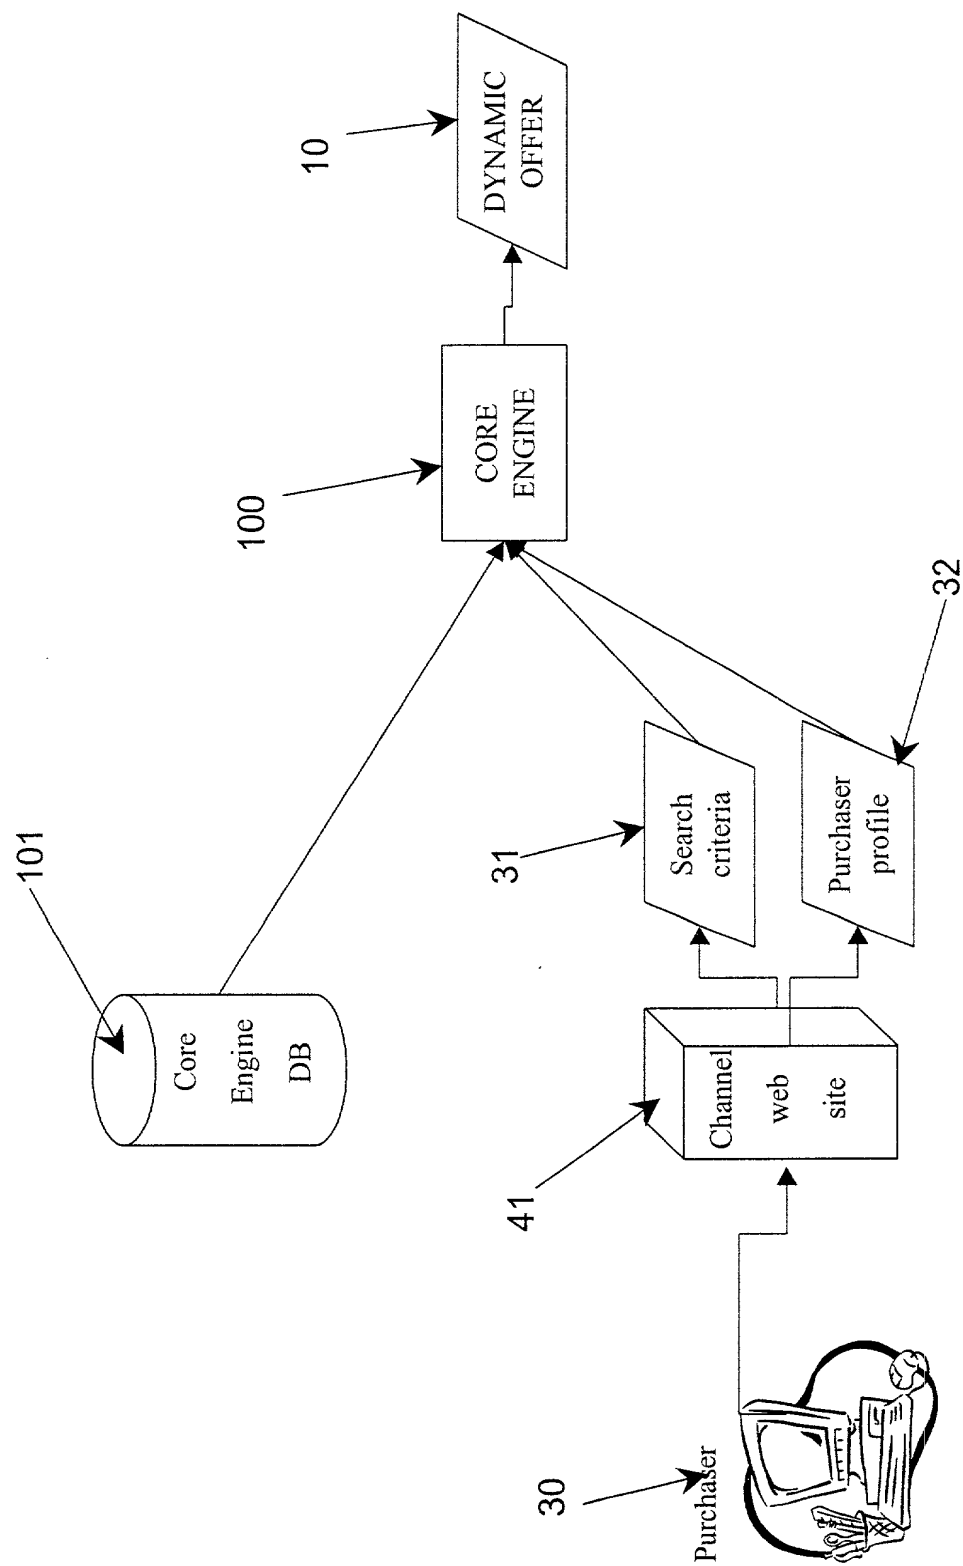 10
DYNAMIC
OFFER
100
CORE
ENGINE
101
Core
Engine
DB
31
Search
criteria
32
Purchaser
profile
41
Channel
web
site
30
Purchaser